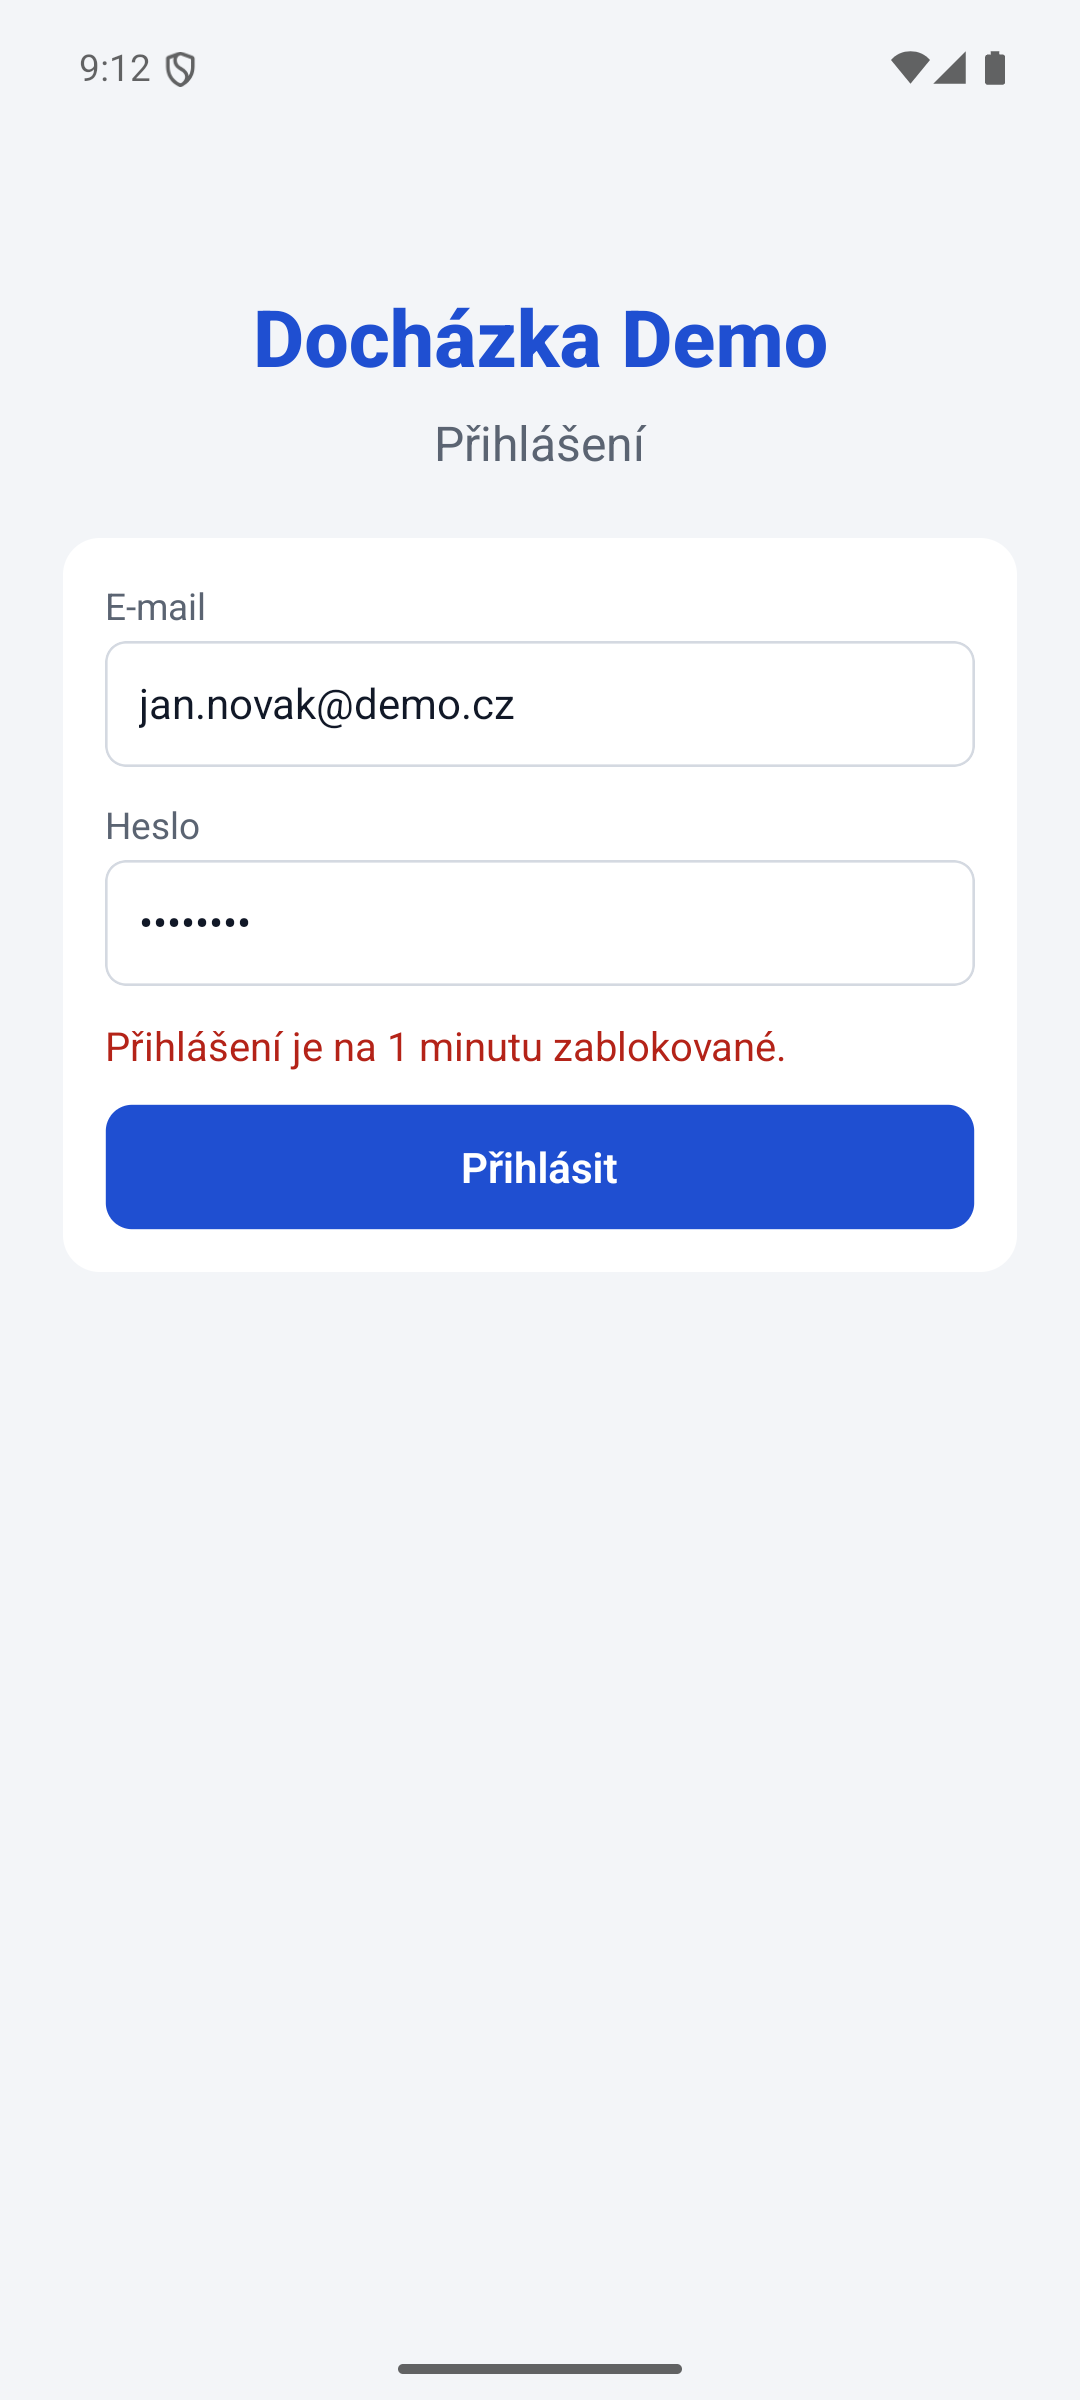 9:12
Docházka Demo
Přihlášení
E-mail
jan.novak@demo.cz
Heslo
••••••••
Přihlášení je na 1 minutu zablokované.
Přihlásit